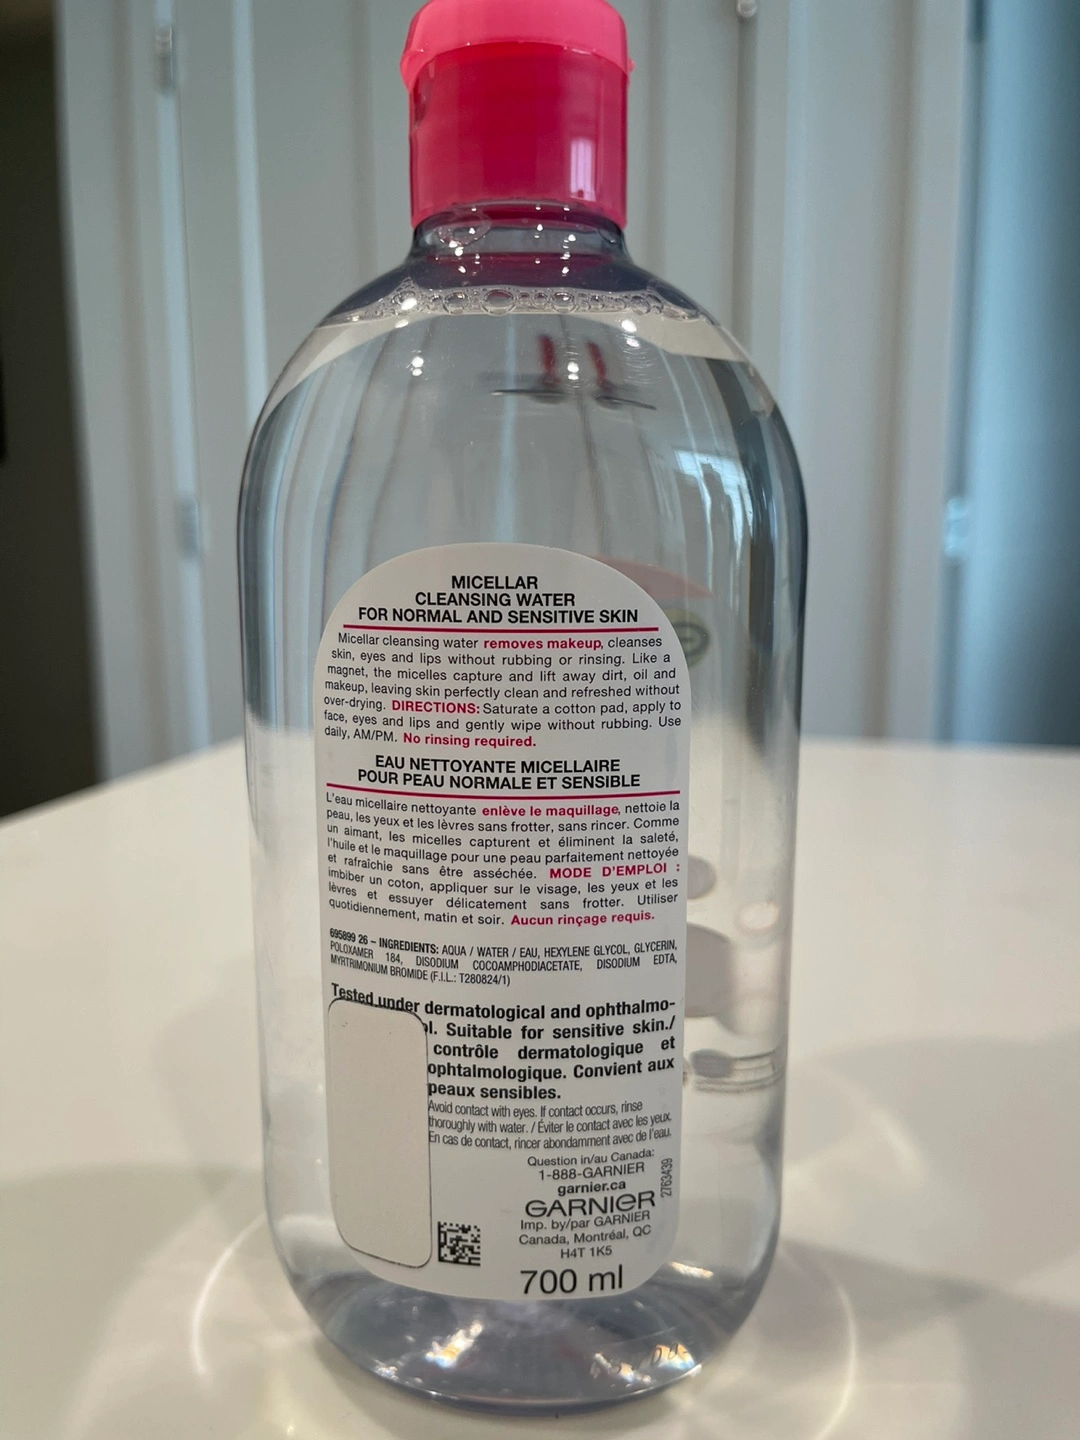 MICELLAR
CLEANSING WATER
FOR NORMAL AND SENSITIVE SKIN
Micellar cleansing water removes makeup, cleanses
skin, eyes and lips without rubbing or rinsing. Like a
magnet, the micelles capture and lift away dirt, oil and
makeup, leaving skin perfectly clean and refreshed without
over-drying. DIRECTIONS: Saturate a cotton pad, apply to
face, eyes and lips and gently wipe without rubbing. Use
daily, AM/PM. No rinsing required.
EAU NETTOYANTE MICELLAIRE
POUR PEAU NORMALE ET SENSIBLE
L'eau micellaire nettoyante enlève le maquillage, nettoie la
peau, les yeux et les lèvres sans frotter, sans rincer. Comme
un aimant, les micelles capturent et éliminent la saleté,
l'huile et le maquillage pour une peau parfaitement nettoyée
et rafraîchie sans être asséchée. MODE D'EMPLOI :
imbiber un coton, appliquer sur le visage, les yeux et les
lèvres et essuyer délicatement sans frotter. Utiliser
quotidiennement, matin et soir. Aucun rinçage requis.
695899 26 – INGREDIENTS: AQUA / WATER / EAU, HEXYLENE GLYCOL, GLYCERIN,
POLOXAMER 184, DISODIUM COCOAMPHODIACETATE, DISODIUM EDTA,
MYRTRIMONIUM BROMIDE (F.I.L.: T280824/1)
Tested under dermatological and ophthalmo-
l. Suitable for sensitive skin./
contrôle dermatologique et
ophtalmologique. Convient aux
peaux sensibles.
Avoid contact with eyes. If contact occurs, rinse
thoroughly with water. / Éviter le contact avec les yeux.
En cas de contact, rincer abondamment avec de l'eau.
Question in/au Canada:
1-888-GARNIER
garnier.ca
GARNIER
Imp. by/par GARNIER
Canada, Montréal, QC
H4T 1K5
2763439
700 ml